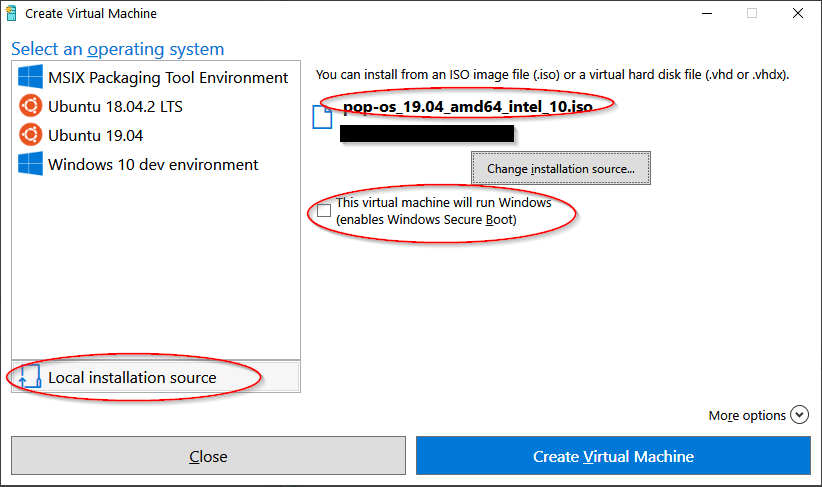 Create Virtual Machine
Select an operating system
MSIX Packaging Tool Environment
Ubuntu 18.04.2 LTS
Ubuntu 19.04
Windows 10 dev environment
Local installation source
You can install from an ISO image file (.iso) or a virtual hard disk file (.vhd or .vhdx).
pop-os_19.04_amd64_intel_10.iso
Change installation source...
This virtual machine will run Windows
(enables Windows Secure Boot)
More options
Close
Create Virtual Machine